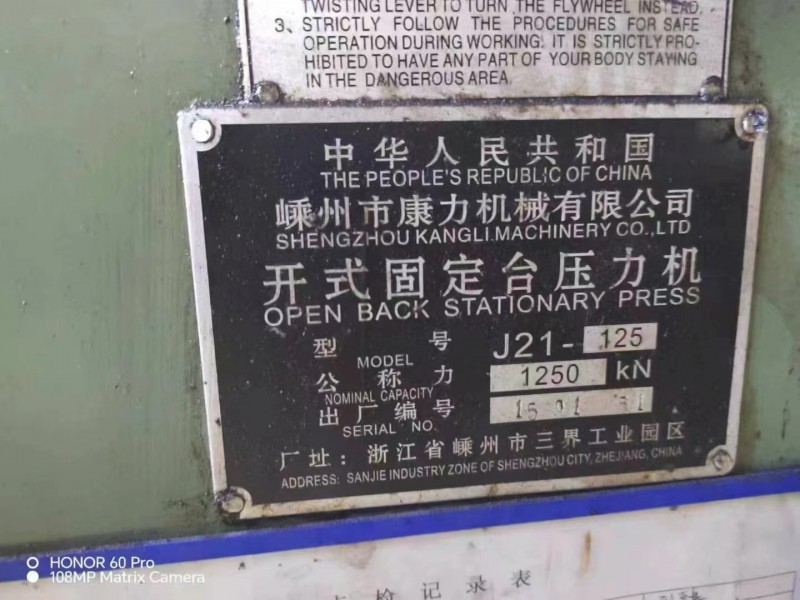 TWISTING LEVER TO TURN THE FLYWHEEL INSTEAD.
3、STRICTLY FOLLOW THE PROCEDURES FOR SAFE
OPERATION DURING WORKING. IT IS STRICTLY PRO-
HIBITED TO HAVE ANY PART OF YOUR BODY STAYING
IN THE DANGEROUS AREA
中华人民共和国
THE PEOPLE'S REPUBLIC OF CHINA
嵊州市康力机械有限公司
SHENGZHOU KANGLI.MACHINERY CO.,LTD
开式固定台压力机
OPEN BACK STATIONARY PRESS
型 号 J21-125
MODEL
公称力 1250 kN
NOMINAL CAPACITY
出厂编号
SERIAL NO.
厂址：浙江省嵊州市三界工业园区
ADDRESS: SANJIE INDUSTRY ZONE OF SHENGZHOU CITY, ZHEJIANG, CHINA
点检记录表
HONOR 60 Pro
108MP Matrix Camera